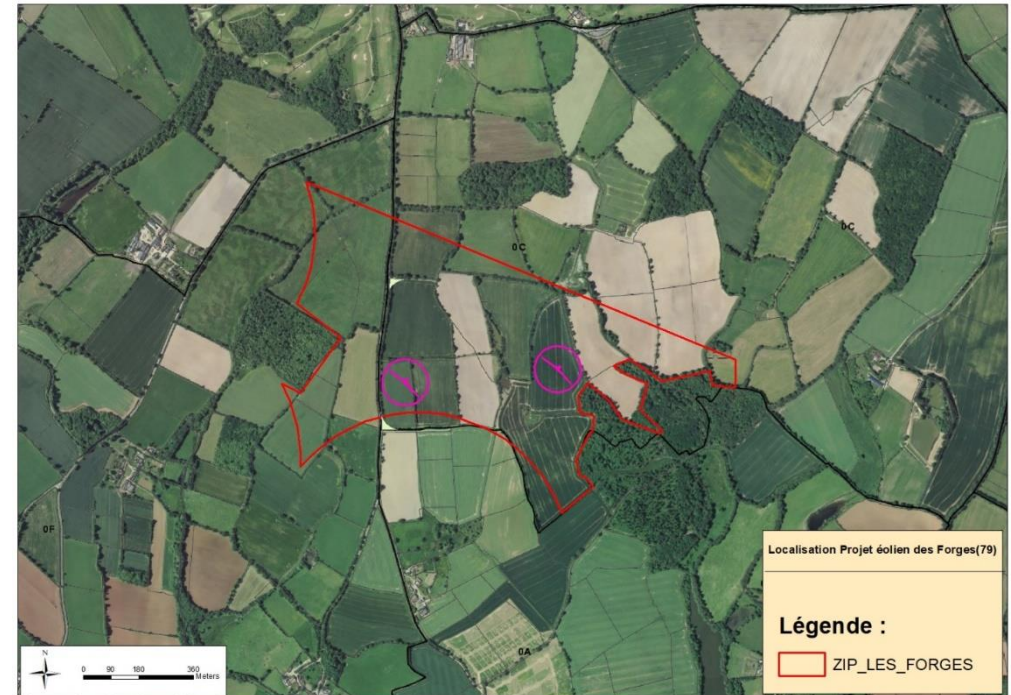 0C
0C
0F
0A
Localisation Projet éolien des Forges(79)
Légende :
ZIP_LES_FORGES
N
0 90 180 360
Meters